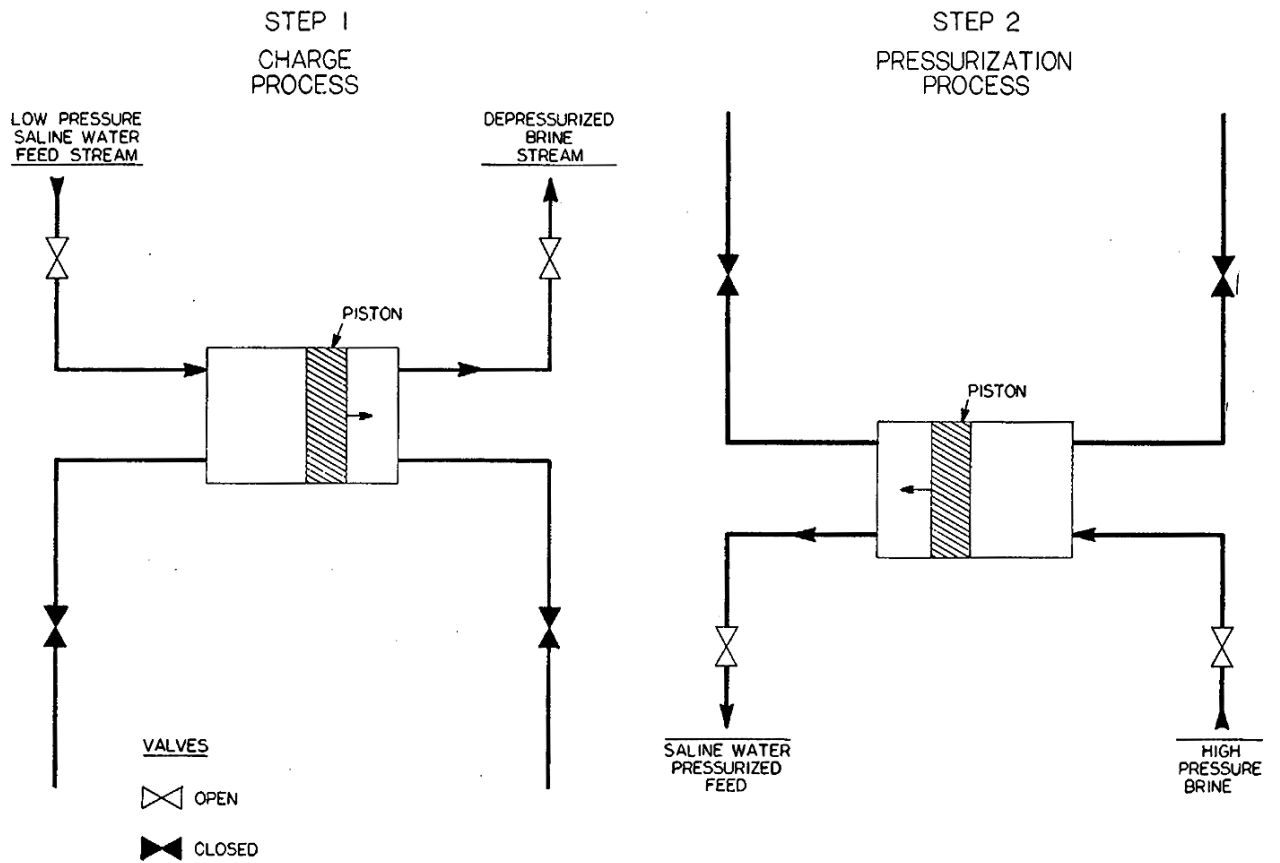 STEP 1
CHARGE
PROCESS
LOW PRESSURE
SALINE WATER
FEED STREAM
DEPRESSURIZED
BRINE
STREAM
PISTON
VALVES
OPEN
CLOSED
STEP 2
PRESSURIZATION
PROCESS
PISTON
SALINE WATER
PRESSURIZED
FEED
HIGH
PRESSURE
BRINE